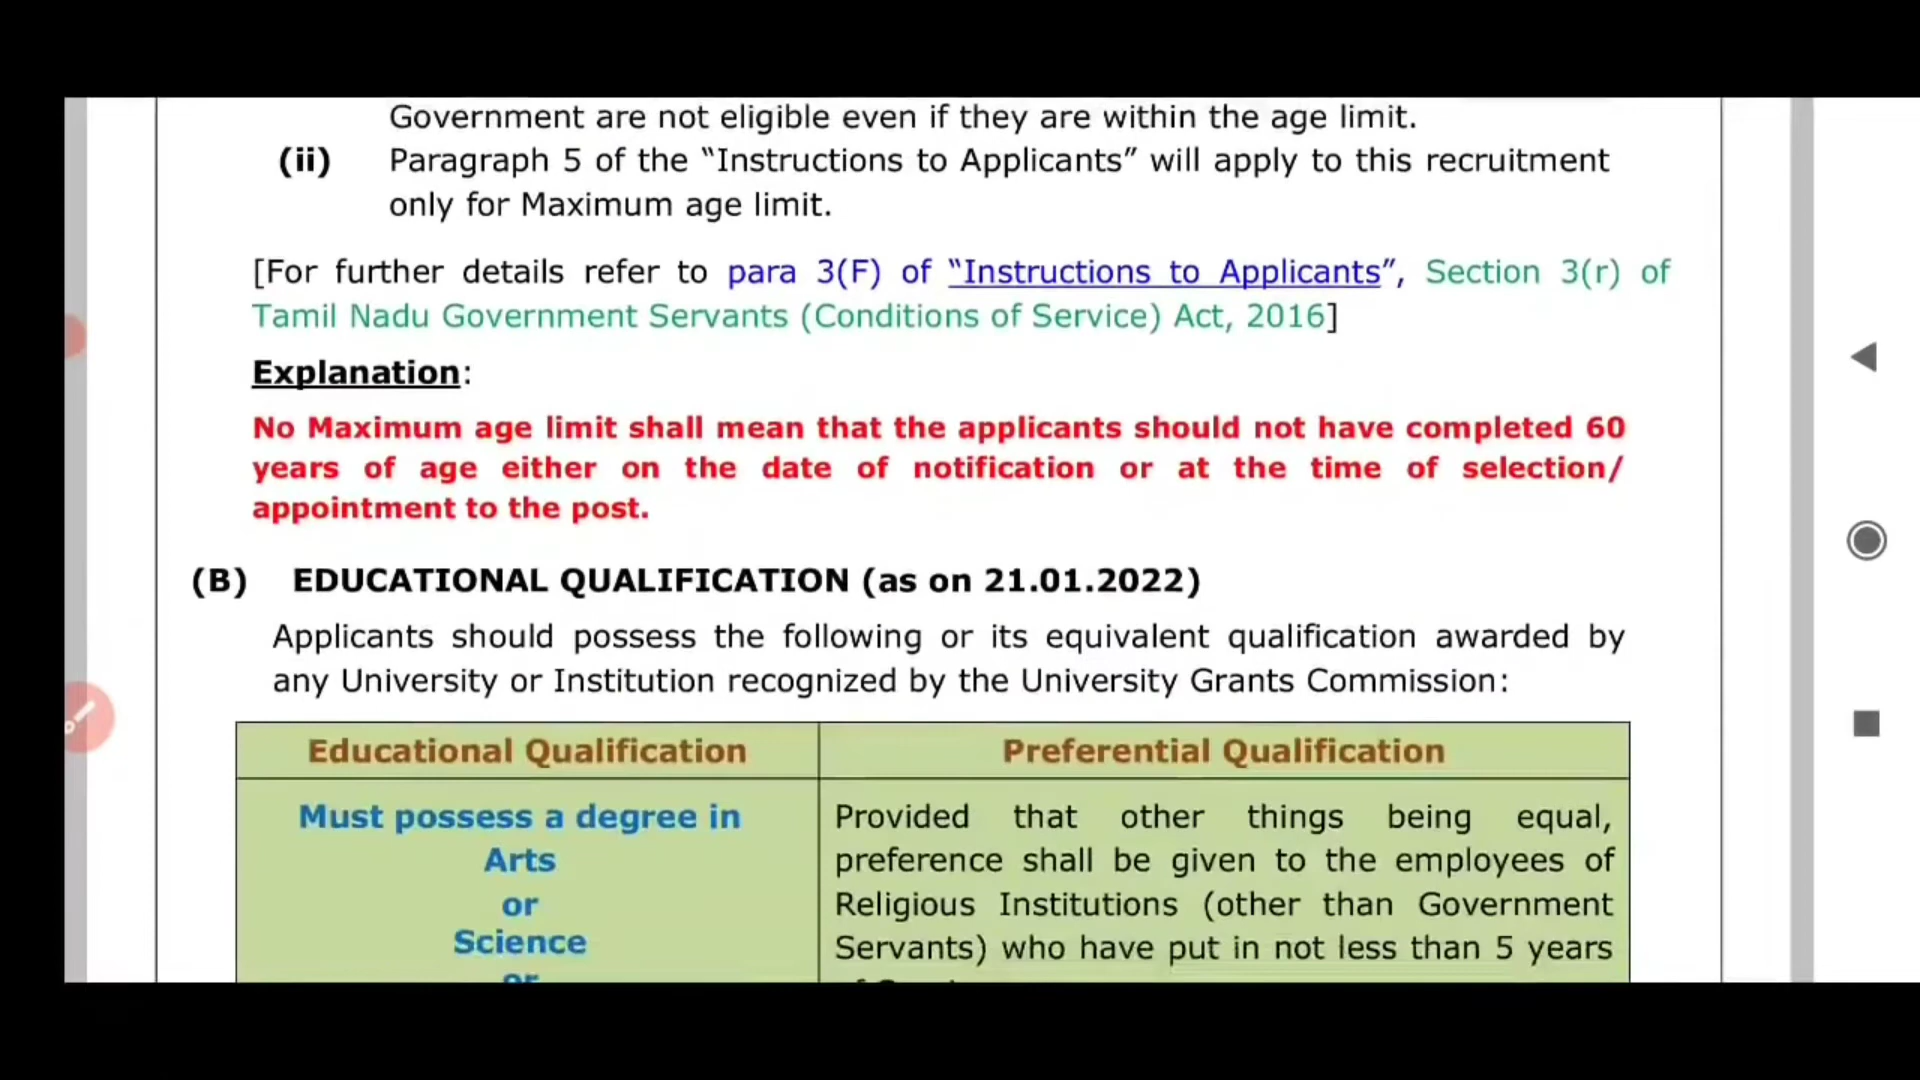 Government are not eligible even if they are within the age limit.
(ii) Paragraph 5 of the “Instructions to Applicants” will apply to this recruitment
only for Maximum age limit.
[For further details refer to para 3(F) of “Instructions to Applicants”, Section 3(r) of
Tamil Nadu Government Servants (Conditions of Service) Act, 2016]
Explanation:
No Maximum age limit shall mean that the applicants should not have completed 60
years of age either on the date of notification or at the time of selection/
appointment to the post.
(B) EDUCATIONAL QUALIFICATION (as on 21.01.2022)
Applicants should possess the following or its equivalent qualification awarded by
any University or Institution recognized by the University Grants Commission:
Educational Qualification
Must possess a degree in
Arts
or
Science
or
Preferential Qualification
Provided that other things being equal,
preference shall be given to the employees of
Religious Institutions (other than Government
Servants) who have put in not less than 5 years